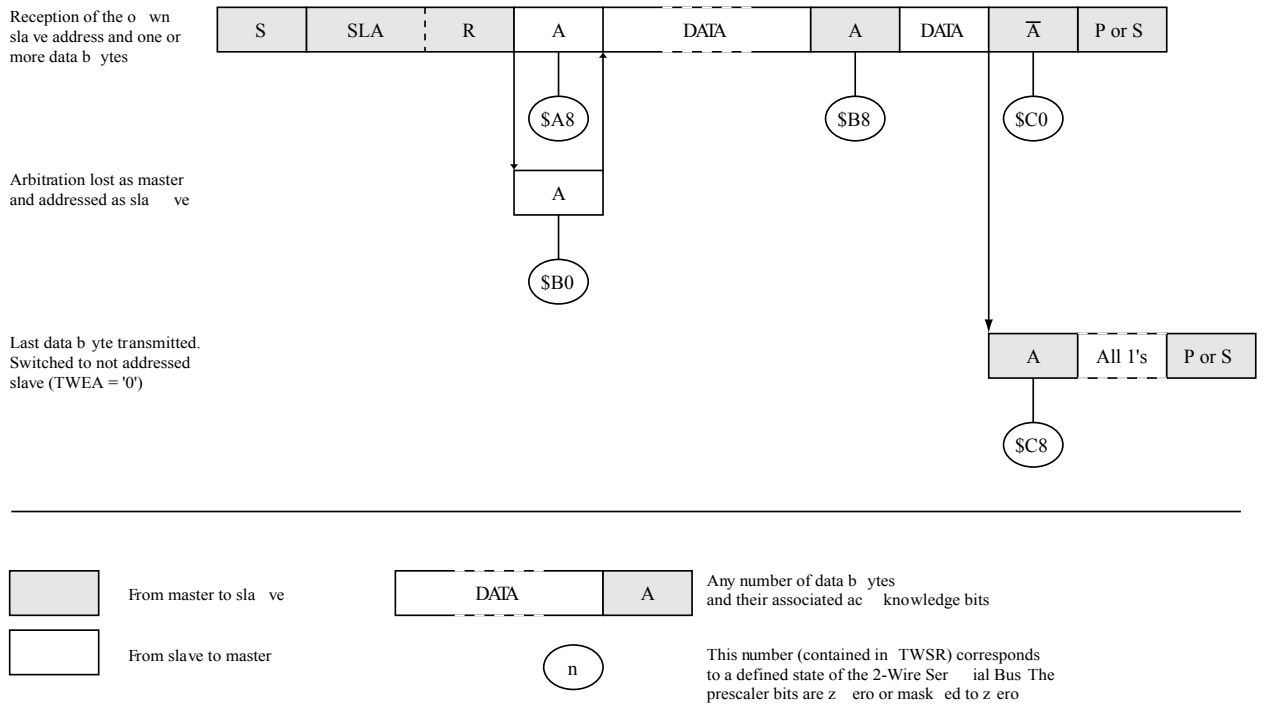 Reception of the o wn
sla ve address and one or
more data b ytes
S SLA R A DATA A DATA A P or S
$A8 $B8 $C0
Arbitration lost as master
and addressed as sla ve
A
$B0
Last data b yte transmitted.
Switched to not addressed
slave (TWEA = '0')
A All 1's P or S
$C8
From master to sla ve
DATA A
Any number of data b ytes
and their associated ac knowledge bits
From slave to master
n
This number (contained in TWSR) corresponds
to a defined state of the 2-Wire Ser ial Bus The
prescaler bits are z ero or mask ed to z ero